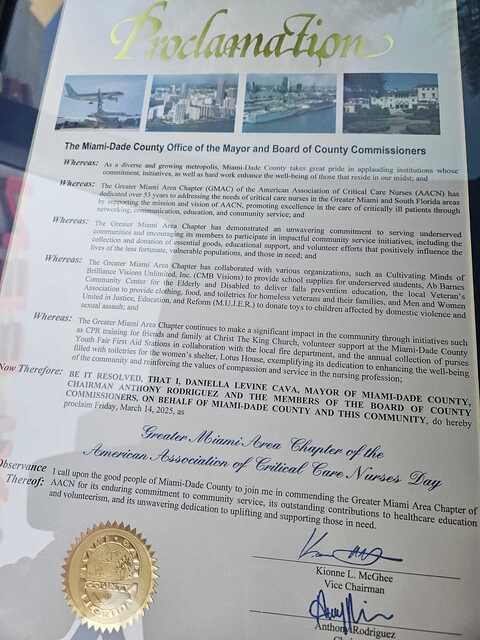 Proclamation
The Miami-Dade County Office of the Mayor and Board of County Commissioners
Whereas: As a diverse and growing metropolis, Miami-Dade County takes great pride in applauding institutions whose
commitment, initiatives, as well as hard work enhance the well-being of those that reside in our midst; and
Whereas: The Greater Miami Area Chapter (GMAC) of the American Association of Critical Care Nurses (AACN) has
dedicated over 53 years to addressing the needs of critical care nurses in the Greater Miami and South Florida areas
by supporting the mission and vision of AACN, promoting excellence in the care of critically ill patients through
networking, communication, education, and community service; and
Whereas: The Greater Miami Area Chapter has demonstrated an unwavering commitment to serving underserved
communities and encouraging its members to participate in impactful community service initiatives, including the
collection and donation of essential goods, educational support, and volunteer efforts that positively influence the
lives of the less fortunate, vulnerable populations, and those in need; and
Whereas: The Greater Miami Area Chapter has collaborated with various organizations, such as Cultivating Minds of
Brilliance Visions Unlimited, Inc. (CMB Vision) to provide school supplies for underserved students, Ab Barnes
Community Center for the Elderly and Disabled to deliver falls prevention education, the local Veteran's
Association to provide clothing, food, and toiletries for homeless veterans and their families, and Men and Women
United in Justice, Education, and Reform (M.U.J.E.R.) to donate toys to children affected by domestic violence and
sexual assault; and
Whereas: The Greater Miami Area Chapter continues to make a significant impact in the community through initiatives such
as CPR training for friends and family at Christ The King Church, volunteer support at the Miami-Dade County
Youth Fair First Aid Stations in collaboration with the local fire department, and the annual collection of purses
filled with toiletries for the women's shelter, Lotus House, exemplifying its dedication to enhancing the well-being
of the community and reinforcing the values of compassion and service in the nursing profession;
Now Therefore: BE IT RESOLVED, THAT I, DANIELLA LEVINE CAVA, MAYOR OF MIAMI-DADE COUNTY,
CHAIRMAN ANTHONY RODRIGUEZ AND THE MEMBERS OF THE BOARD OF COUNTY
COMMISSIONERS, ON BEHALF OF MIAMI-DADE COUNTY AND THIS COMMUNITY, do hereby
proclaim Friday, March 14, 2025, as
Greater Miami Area Chapter of the
American Association of Critical Care Nurses Day
Observance Thereof: I call upon the good people of Miami-Dade County to join me in commending the Greater Miami Area Chapter of
AACN for its enduring commitment to community service, its outstanding contributions to healthcare education
and volunteerism, and its unwavering dedication to uplifting and supporting those in need.
Kionne L. McGhee
Vice Chairman
Anthony Rodriguez
COUNTY
FLORIDA